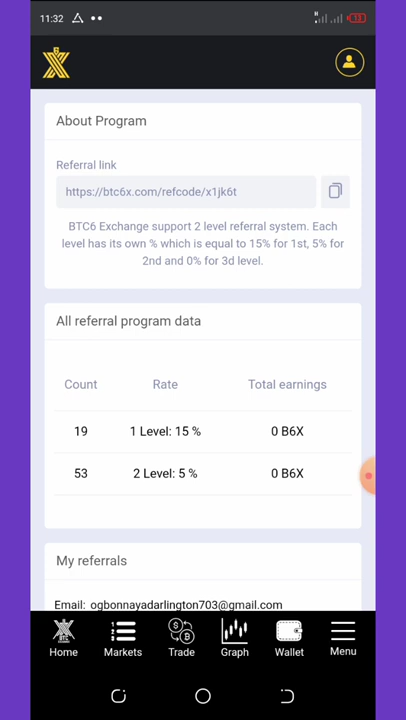 11:32
H
13
About Program
Referral link
https://btc6x.com/refcode/x1jk6t
BTC6 Exchange support 2 level referral system. Each
level has its own % which is equal to 15% for 1st, 5% for
2nd and 0% for 3d level.
All referral program data
Count Rate Total earnings
19 1 Level: 15 % 0 B6X
53 2 Level: 5 % 0 B6X
My referrals
Email: ogbonnayadarlington703@gmail.com
Home Markets Trade Graph Wallet Menu